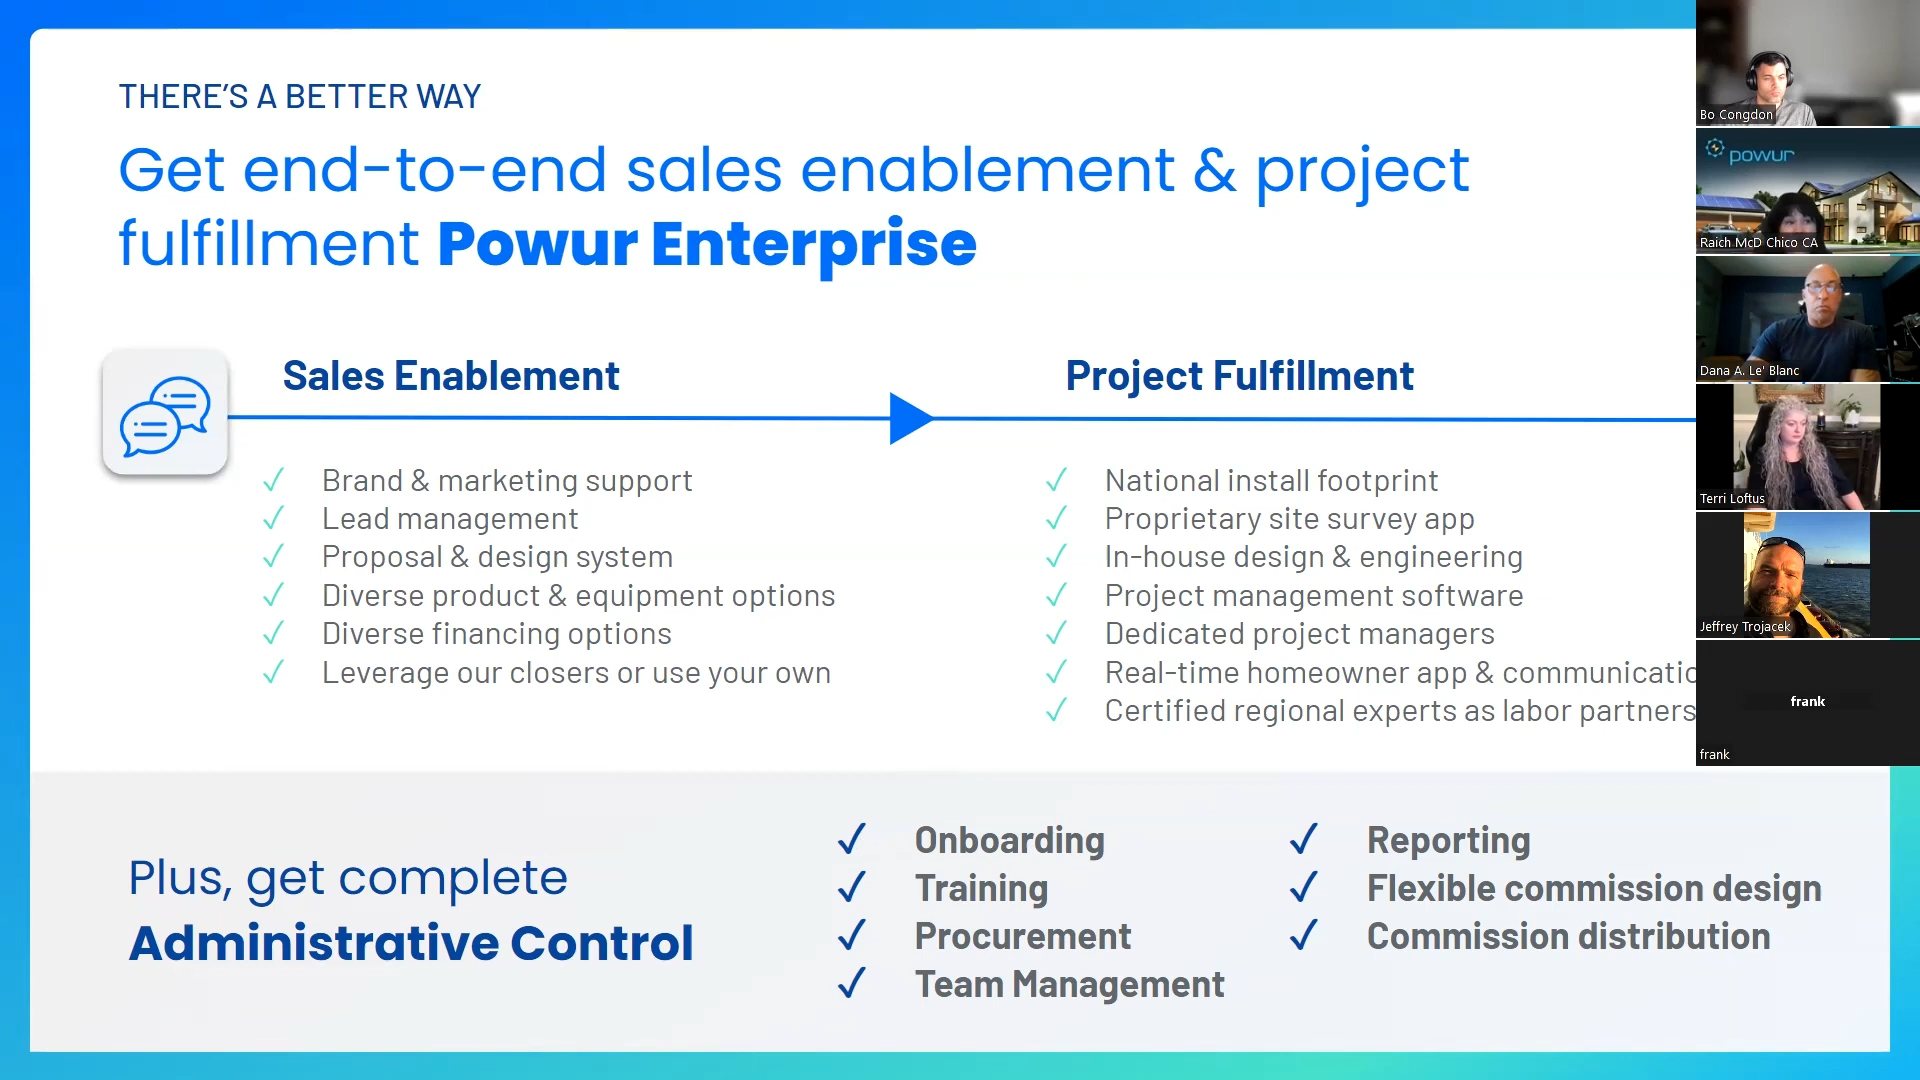 THERE’S A BETTER WAY
Get end-to-end sales enablement & project
fulfillment Powur Enterprise
Sales Enablement
✓ Brand & marketing support
✓ Lead management
✓ Proposal & design system
✓ Diverse product & equipment options
✓ Diverse financing options
✓ Leverage our closers or use your own
Project Fulfillment
✓ National install footprint
✓ Proprietary site survey app
✓ In-house design & engineering
✓ Project management software
✓ Dedicated project managers
✓ Real-time homeowner app & communicatio
✓ Certified regional experts as labor partners
Plus, get complete
Administrative Control
✓ Onboarding
✓ Training
✓ Procurement
✓ Team Management
✓ Reporting
✓ Flexible commission design
✓ Commission distribution
Bo Congdon
powur
Raich McD Chico CA
Dana A. Le' Blanc
Terri Loftus
Jeffrey Trojacek
frank
frank